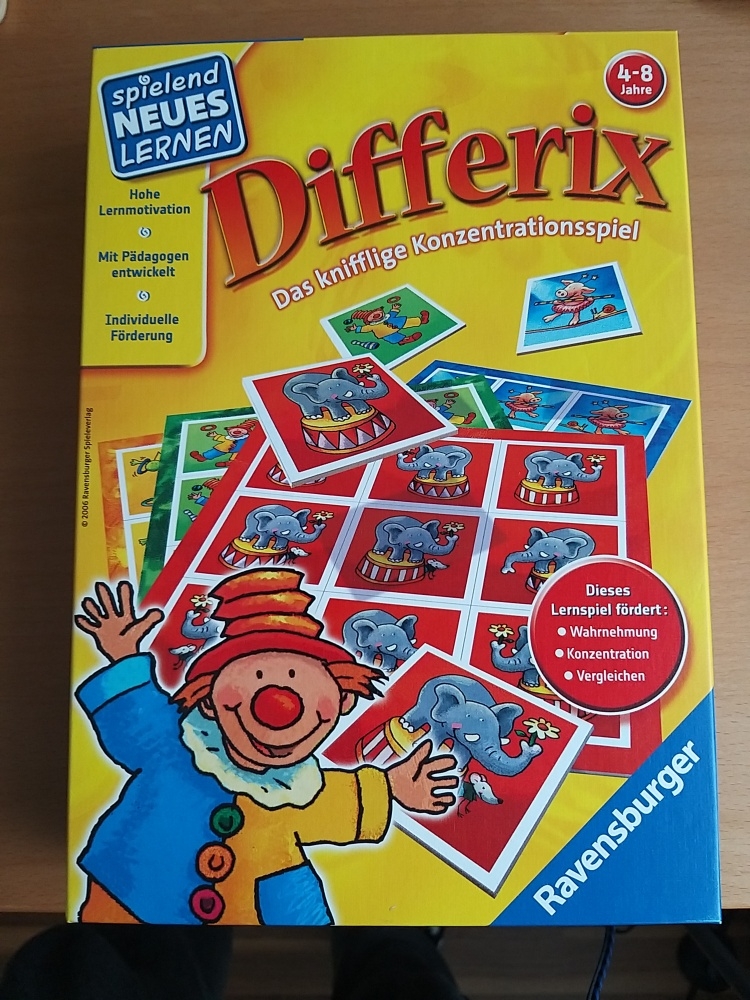 spielend
NEUES
LERNEN
4-8
Jahre
Differix
Das knifflige Konzentrationsspiel
Hohe
Lernmotivation
Mit Pädagogen
entwickelt
Individuelle
Förderung
© 2006 Ravensburger Spieleverlag
Dieses
Lernspiel fördert:
• Wahrnehmung
• Konzentration
• Vergleichen
Ravensburger